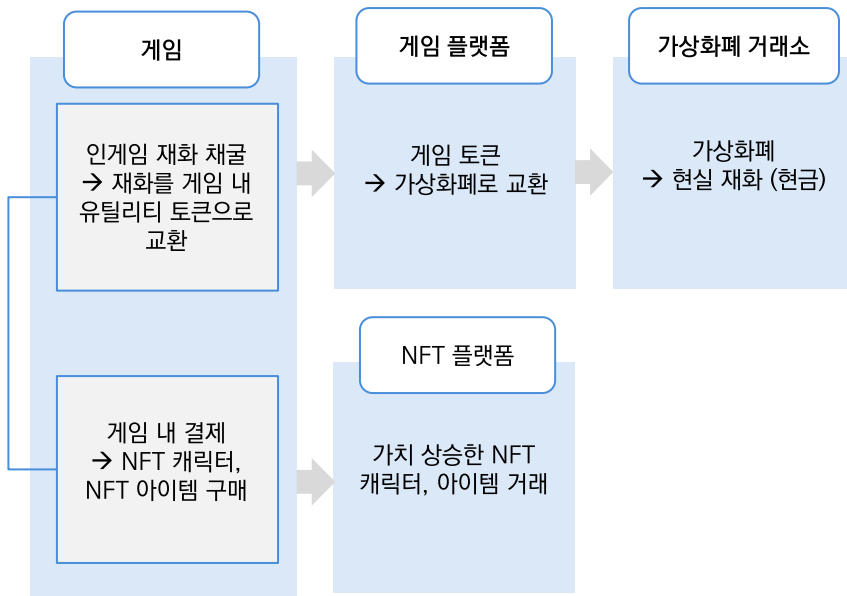 게임
인게임 재화 채굴
→ 재화를 게임 내
유틸리티 토큰으로
교환
게임 내 결제
→ NFT 캐릭터,
NFT 아이템 구매
게임 플랫폼
게임 토큰
→ 가상화폐로 교환
가상화폐 거래소
가상화폐
→ 현실 재화 (현금)
NFT 플랫폼
가치 상승한 NFT
캐릭터, 아이템 거래